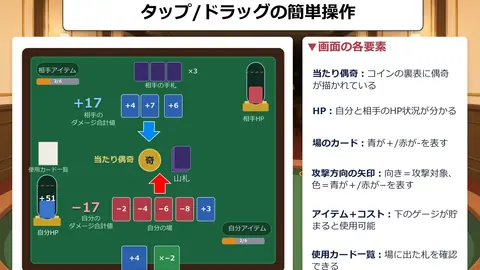 タップ/ドラッグの簡単操作
相手アイテム
2/6
相手の手札
×3
+17
相手の
ダメージ合計値
+4
+7
+6
相手HP
当たり偶奇
奇
山札
使用カード一覧
+51
自分HP
−17
自分の
ダメージ合計値
−2
−4
−6
−8
+3
自分の場
自分アイテム
2/6
+4
×−2
▼画面の各要素
当たり偶奇：コインの裏表に偶奇
が描かれている
HP：自分と相手のHP状況が分かる
場のカード：青が+/赤が-を表す
攻撃方向の矢印：向き＝攻撃対象、
色＝青が+/赤が−を表す
アイテム＋コスト：下のゲージが貯
まると使用可能
使用カード一覧：場に出た札を確認
できる